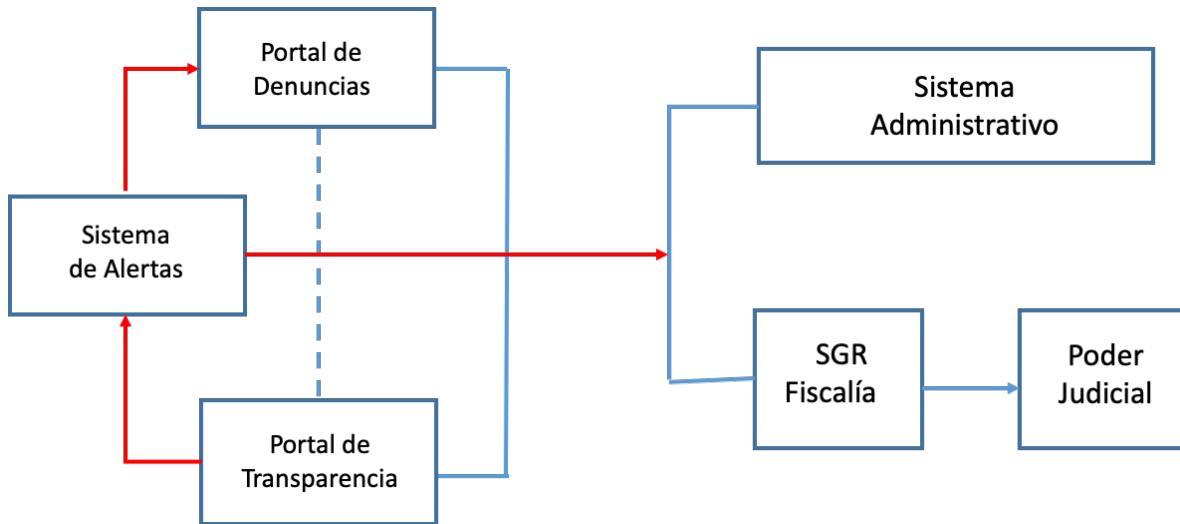 Portal de
Denuncias
Sistema
Administrativo
Sistema
de Alertas
SGR
Fiscalía
Poder
Judicial
Portal de
Transparencia